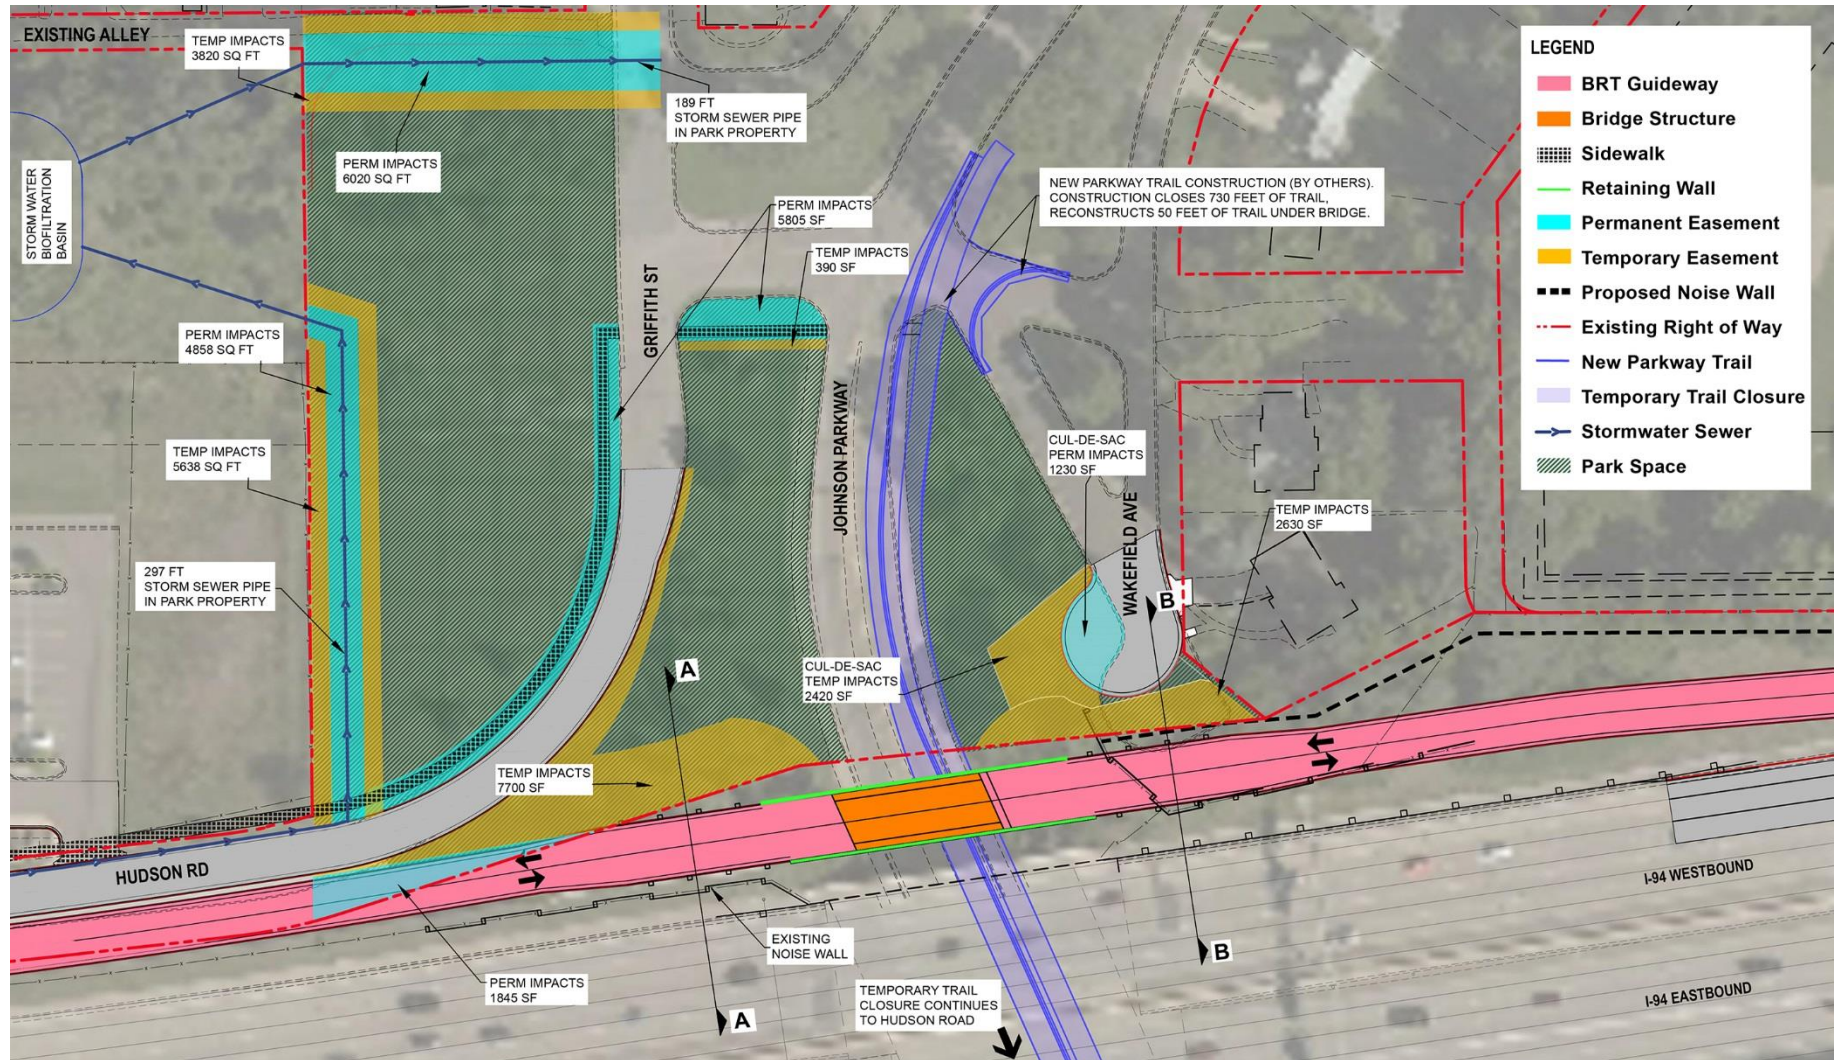 EXISTING ALLEY
TEMP IMPACTS
3820 SQ FT
189 FT
STORM SEWER PIPE
IN PARK PROPERTY
PERM IMPACTS
6020 SQ FT
STORM WATER
BIOFILTRATION
BASIN
NEW PARKWAY TRAIL CONSTRUCTION (BY OTHERS).
CONSTRUCTION CLOSES 730 FEET OF TRAIL,
RECONSTRUCTS 50 FEET OF TRAIL UNDER BRIDGE.
PERM IMPACTS
5805 SF
TEMP IMPACTS
390 SF
GRIFFITH ST
PERM IMPACTS
4858 SQ FT
JOHNSON PARKWAY
TEMP IMPACTS
5638 SQ FT
CUL-DE-SAC
PERM IMPACTS
1230 SF
WAKEFIELD AVE
TEMP IMPACTS
2630 SF
297 FT
STORM SEWER PIPE
IN PARK PROPERTY
B
A
CUL-DE-SAC
TEMP IMPACTS
2420 SF
TEMP IMPACTS
7700 SF
HUDSON RD
EXISTING
NOISE WALL
PERM IMPACTS
1845 SF
A
B
TEMPORARY TRAIL
CLOSURE CONTINUES
TO HUDSON ROAD
I-94 WESTBOUND
I-94 EASTBOUND
LEGEND
BRT Guideway
Bridge Structure
Sidewalk
Retaining Wall
Permanent Easement
Temporary Easement
Proposed Noise Wall
Existing Right of Way
New Parkway Trail
Temporary Trail Closure
Stormwater Sewer
Park Space